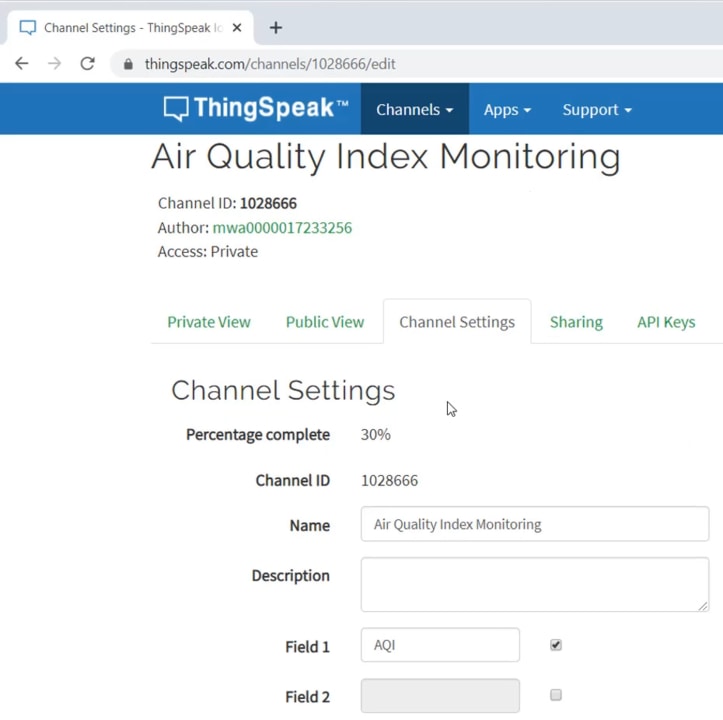 Channel Settings - ThingSpeak Io
thingspeak.com/channels/1028666/edit
ThingSpeak™ Channels Apps Support
Air Quality Index Monitoring
Channel ID: 1028666
Author: mwa0000017233256
Access: Private
Private View Public View Channel Settings Sharing API Keys
Channel Settings
Percentage complete 30%
Channel ID 1028666
Name Air Quality Index Monitoring
Description
Field 1 AQI
Field 2